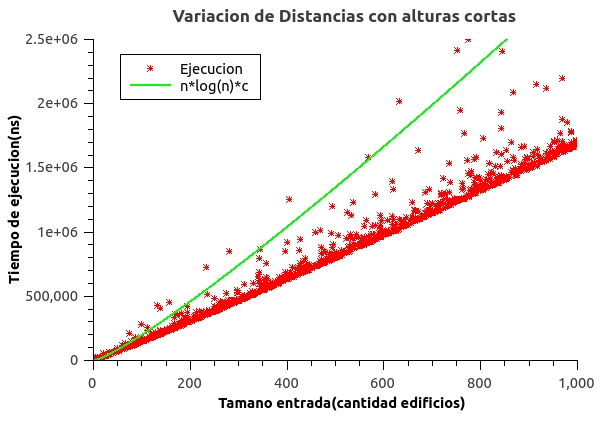 Variacion de Distancias con alturas cortas
Ejecucion
n*log(n)*c
Tiempo de ejecucion(ns)
2.5e+06
2e+06
1.5e+06
1e+06
500,000
0
0 200 400 600 800 1,000
Tamano entrada(cantidad edificios)